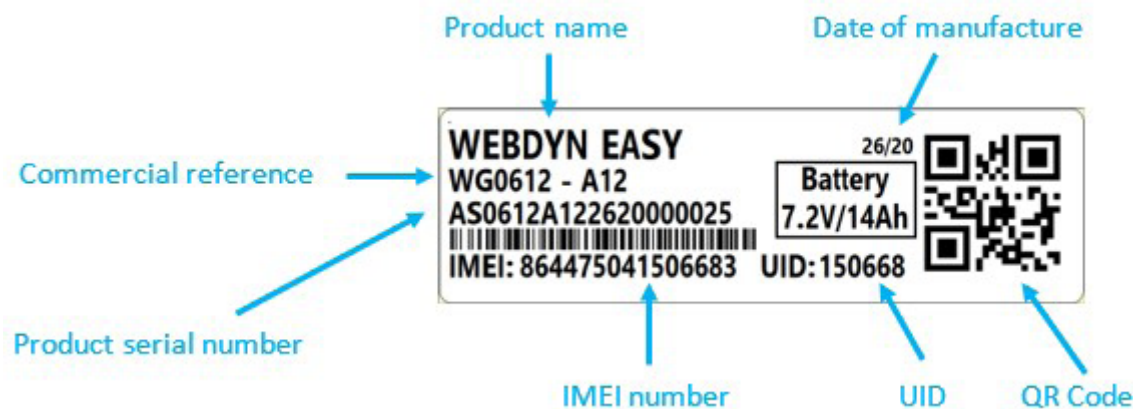 Product name
Date of manufacture
WEBDYN EASY
26/20
Commercial reference
WG0612 - A12
Battery
AS0612A122620000025
7.2V/14Ah
IMEI: 864475041506683
UID:150668
Product serial number
IMEI number
UID
QR Code